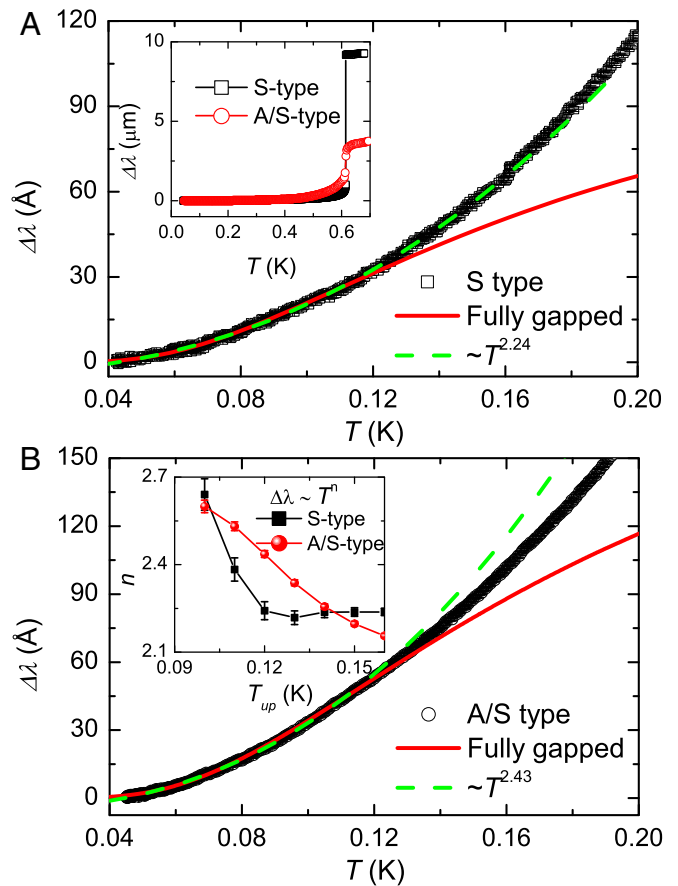 A
120
90
60
30
0
Δλ (Å)
0.04 0.08 0.12 0.16 0.20
T (K)
S type
Fully gapped
~T^2.24
10
5
0
Δλ (μm)
0.0 0.2 0.4 0.6
T (K)
S-type
A/S-type
B
150
120
90
60
30
0
Δλ (Å)
0.04 0.08 0.12 0.16 0.20
T (K)
A/S type
Fully gapped
~T^2.43
2.7
2.4
2.1
n
0.09 0.12 0.15
T_up (K)
Δλ ~ T^n
S-type
A/S-type